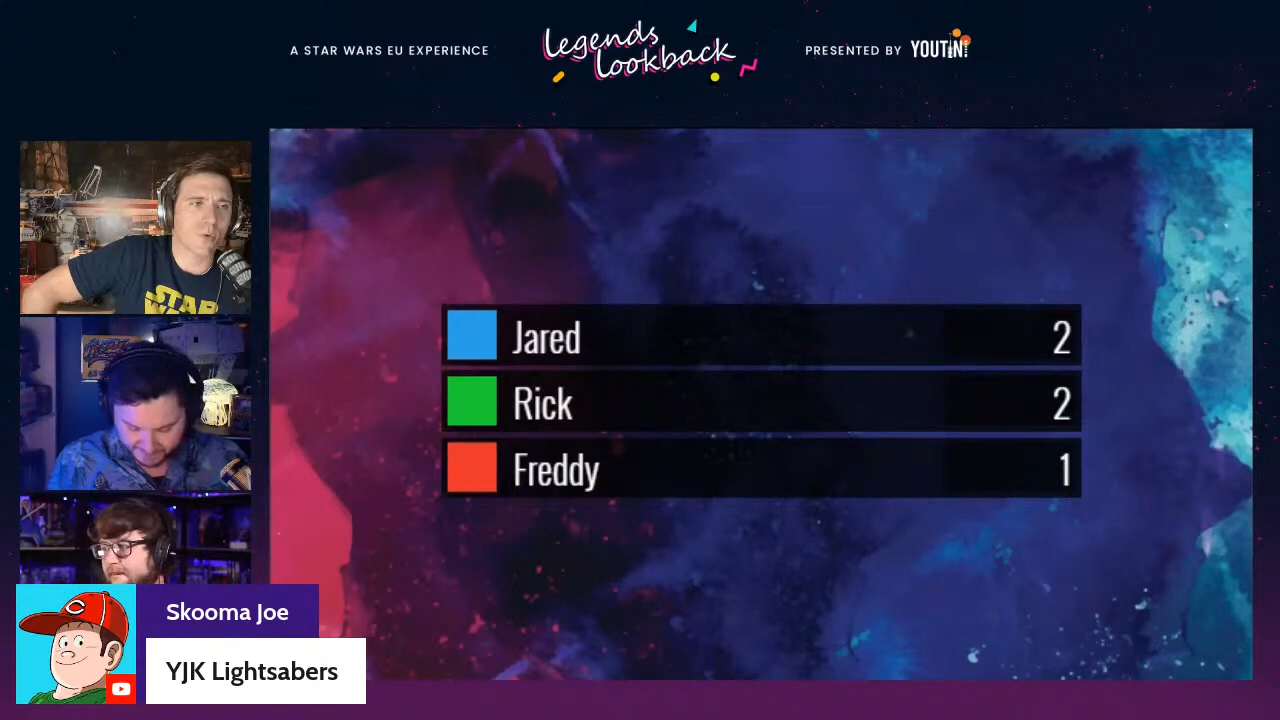 A STAR WARS EU EXPERIENCE
Legends
Lookback
PRESENTED BY YOUTINI
Jared 2
Rick 2
Freddy 1
STAR
Skooma Joe
YJK Lightsabers